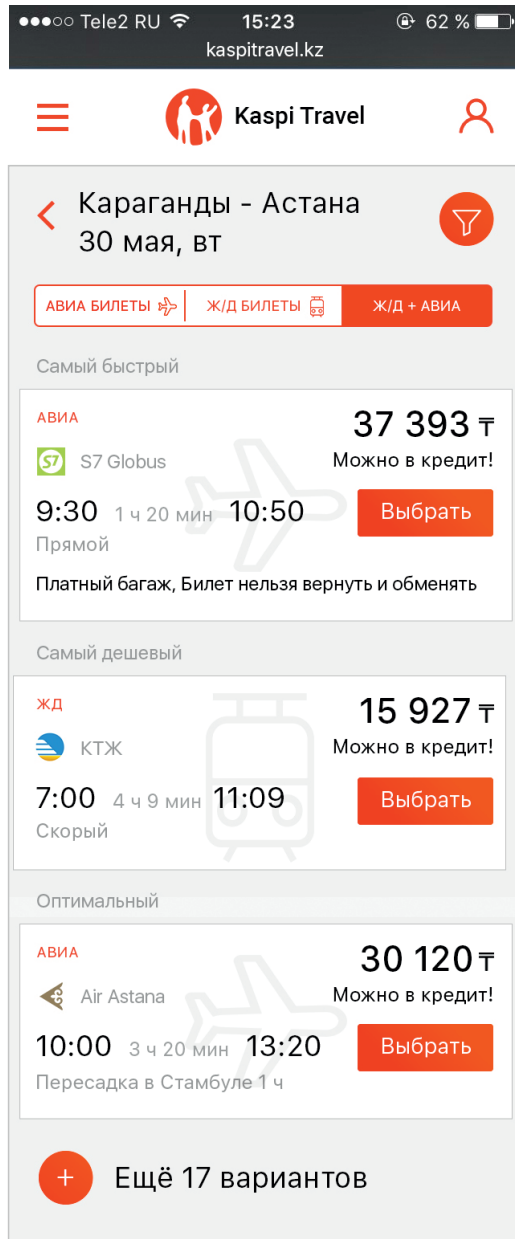 Tele2 RU 15:23 62 %
kaspitravel.kz
Kaspi Travel
Караганды - Астана
30 мая, вт
АВИА БИЛЕТЫ Ж/Д БИЛЕТЫ Ж/Д + АВИА
Самый быстрый
АВИА 37 393 ₸
S7 S7 Globus Можно в кредит!
9:30 1 ч 20 мин 10:50 Выбрать
Прямой
Платный багаж, Билет нельзя вернуть и обменять
Самый дешевый
ЖД 15 927 ₸
КТЖ Можно в кредит!
7:00 4 ч 9 мин 11:09 Выбрать
Скорый
Оптимальный
АВИА 30 120 ₸
Air Astana Можно в кредит!
10:00 3 ч 20 мин 13:20 Выбрать
Пересадка в Стамбуле 1 ч
+ Ещё 17 вариантов